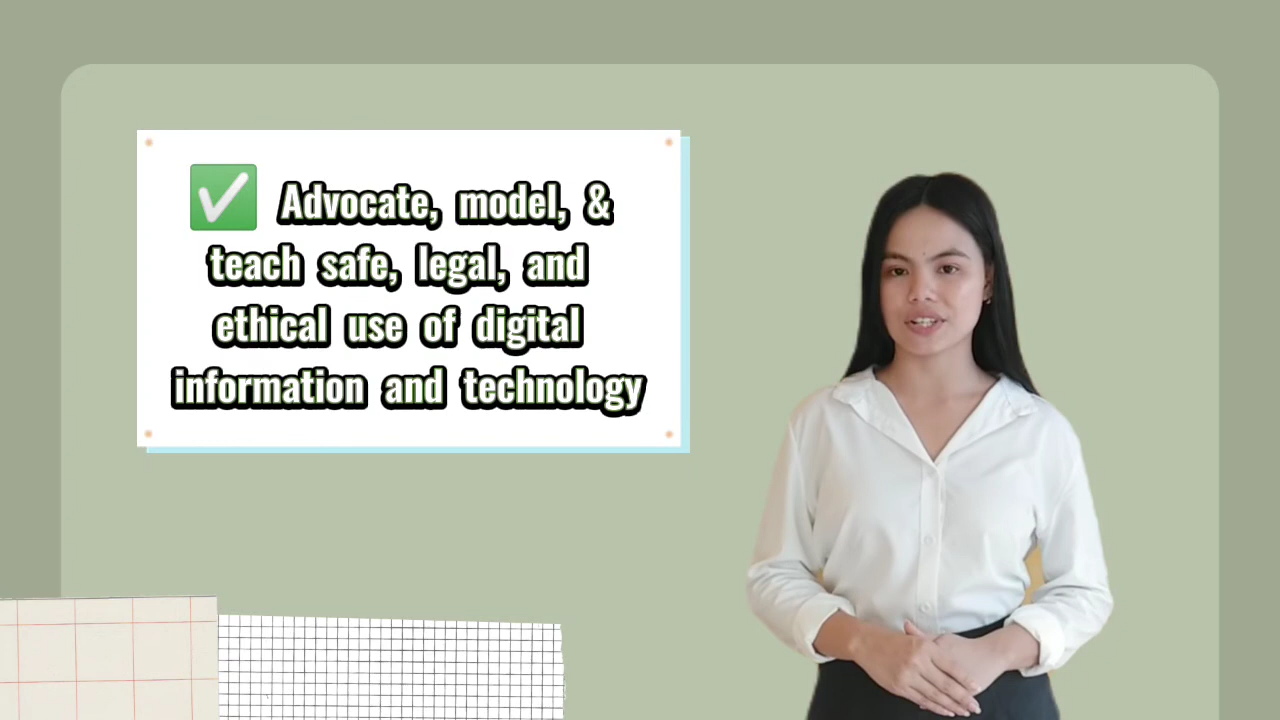 ✅ Advocate, model, &
teach safe, legal, and
ethical use of digital
information and technology